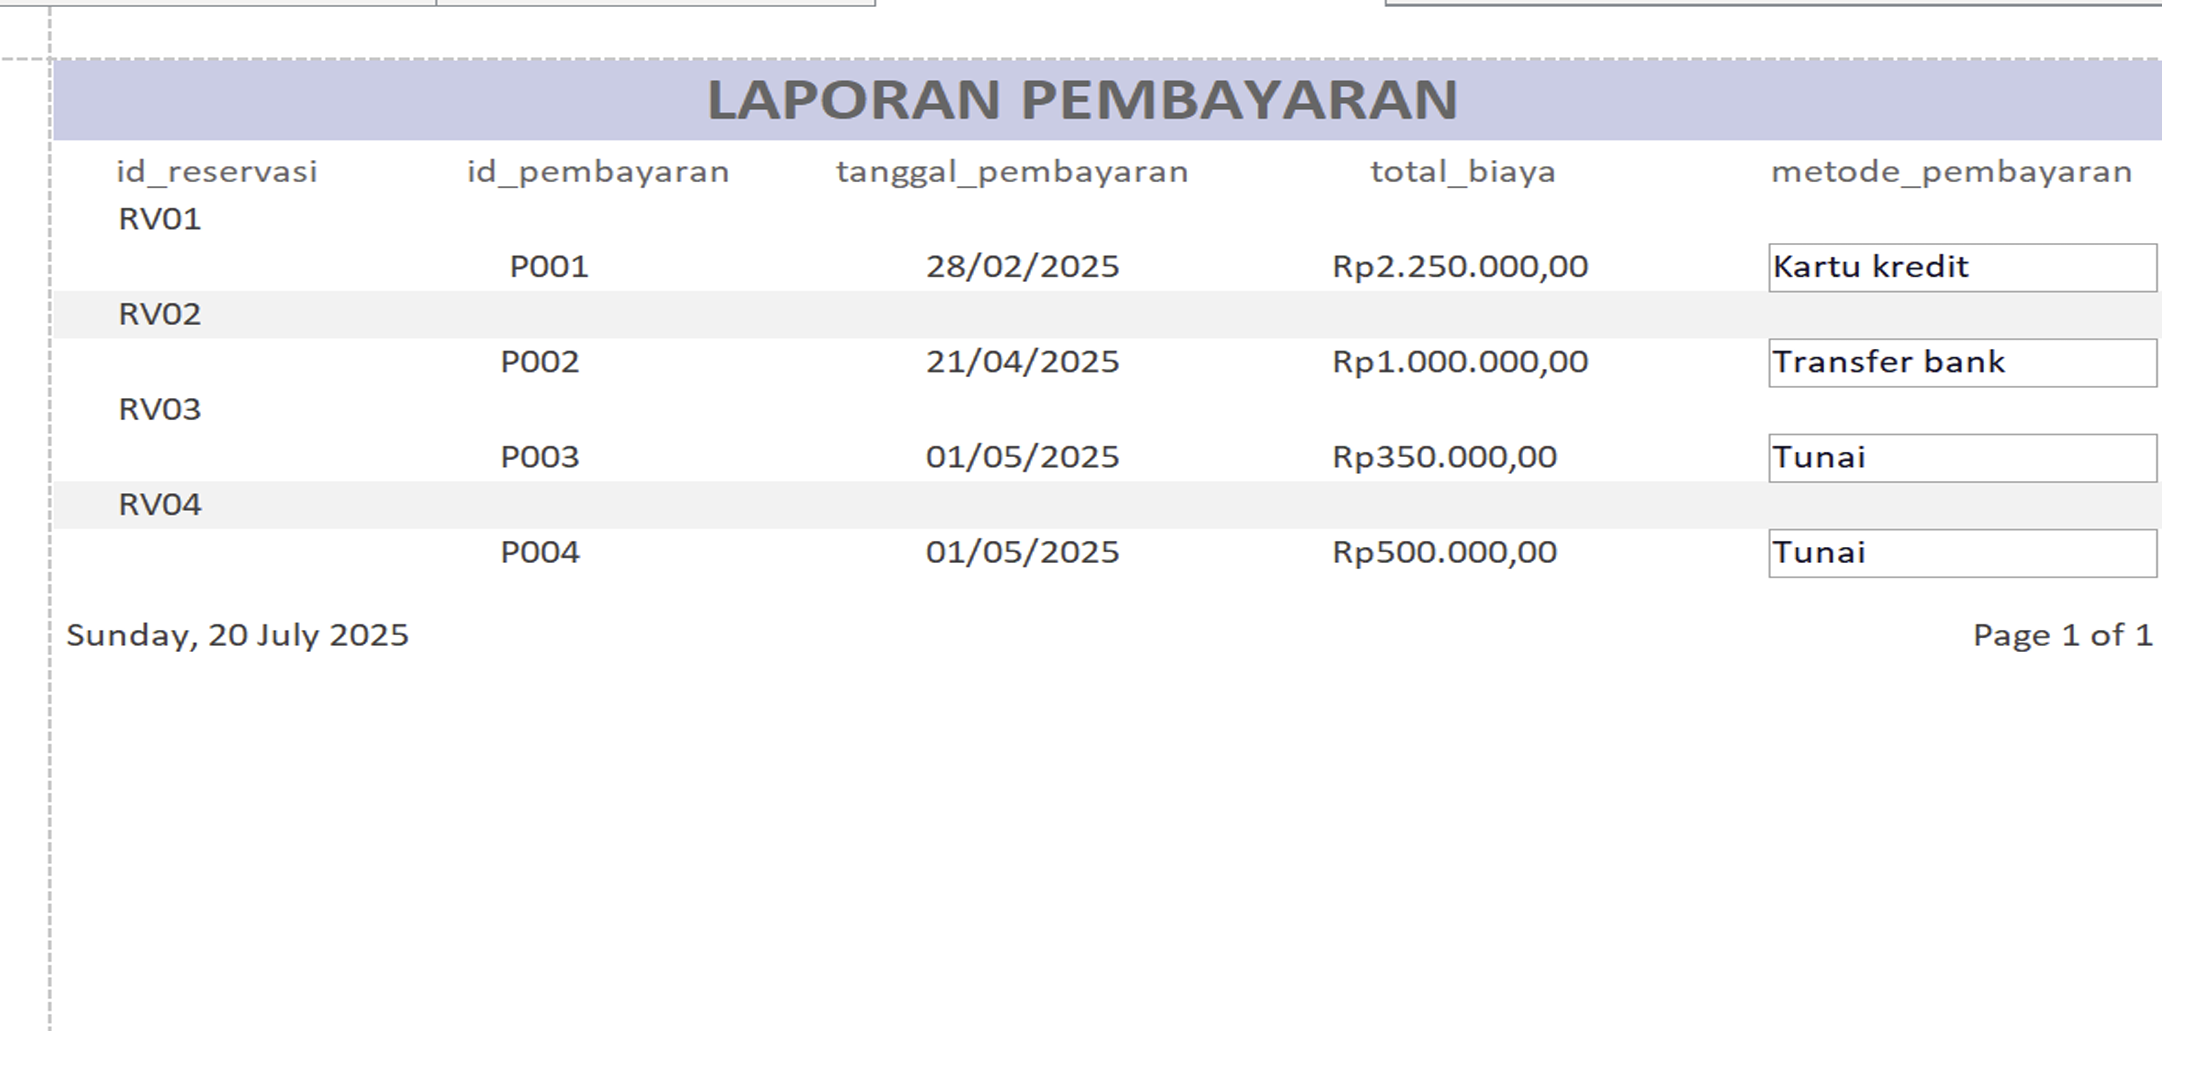 LAPORAN PEMBAYARAN
id_reservasi id_pembayaran tanggal_pembayaran total_biaya metode_pembayaran
RV01
P001 28/02/2025 Rp2.250.000,00 Kartu kredit
RV02
P002 21/04/2025 Rp1.000.000,00 Transfer bank
RV03
P003 01/05/2025 Rp350.000,00 Tunai
RV04
P004 01/05/2025 Rp500.000,00 Tunai
Sunday, 20 July 2025 Page 1 of 1